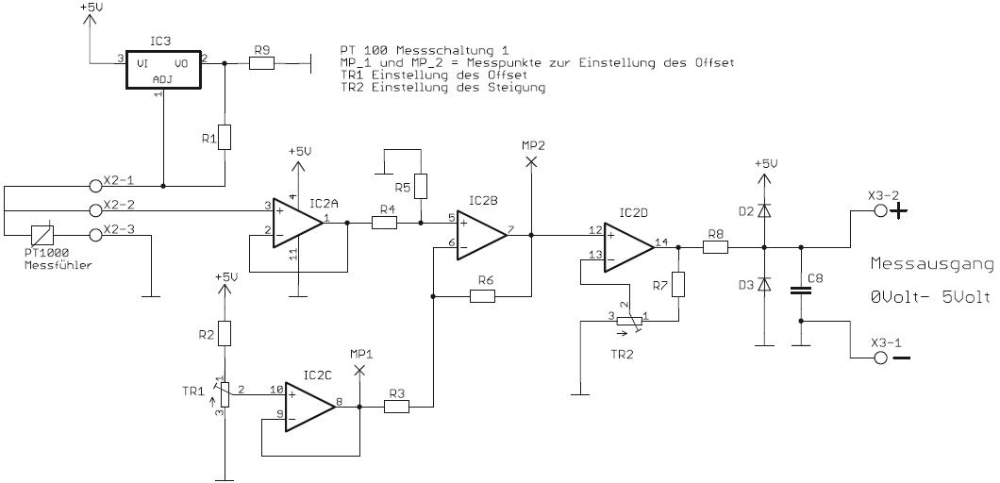 +5V
IC3
3
VI
VO
2
R9
ADJ
1
PT 100 Messschaltung 1
MP_1 und MP_2 = Messpunkte zur Einstellung des Offset
TR1 Einstellung des Offset
TR2 Einstellung des Steigung
R1
+5V
MP2
+5V
X2-1
X2-2
X2-3
PT1000
Messfühler
3
+
2
-
4
11
IC2A
1
R5
R4
IC2B
5
+
6
-
7
R6
IC2D
12
+
13
-
14
R8
R7
2
3
1
TR2
D2
D3
C8
X3-2
+
Messausgang
0Volt- 5Volt
X3-1
-
+5V
R2
TR1
1
2
3
IC2C
10
+
9
-
8
MP1
R3